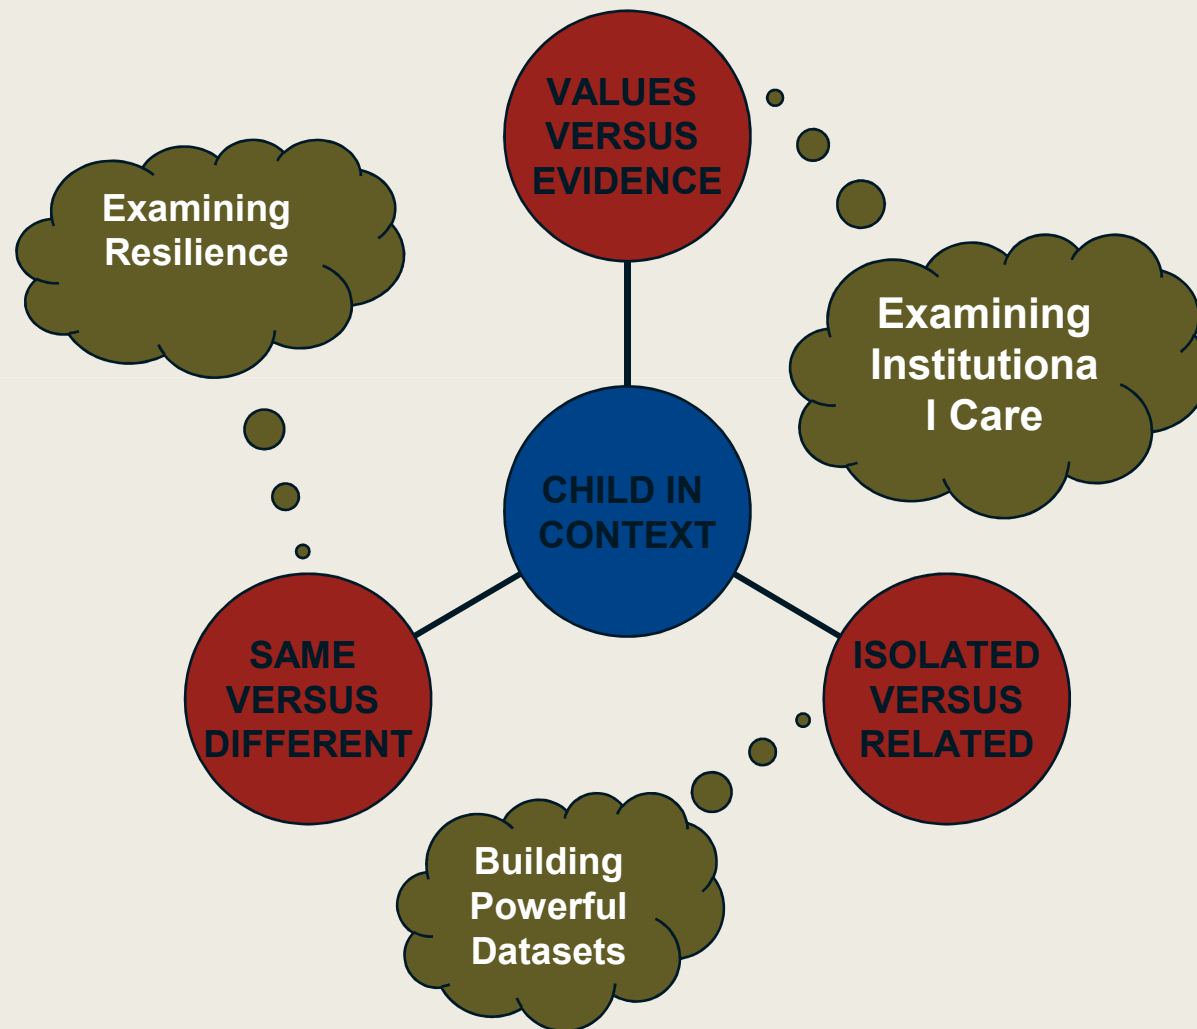 VALUES
VERSUS
EVIDENCE
Examining
Resilience
Examining
Institutiona
l Care
CHILD IN
CONTEXT
SAME
VERSUS
DIFFERENT
ISOLATED
VERSUS
RELATED
Building
Powerful
Datasets